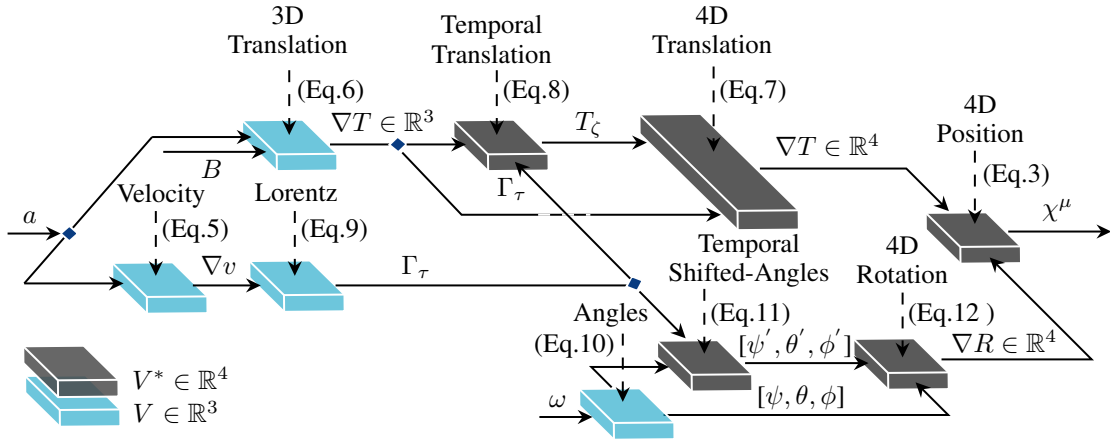 3D
Translation
(Eq.6)
Temporal
Translation
(Eq.8)
4D
Translation
(Eq.7)
4D
Position
(Eq.3)
∇T ∈ ℝ³
T_ζ
∇T ∈ ℝ⁴
B
Γ_τ
χ^μ
a
Velocity
(Eq.5)
Lorentz
(Eq.9)
∇v
Γ_τ
Temporal
Shifted-Angles
(Eq.11)
4D
Rotation
(Eq.12 )
Angles
(Eq.10)
[ψ′, θ′, ϕ′]
∇R ∈ ℝ⁴
[ψ, θ, ϕ]
ω
V* ∈ ℝ⁴
V ∈ ℝ³